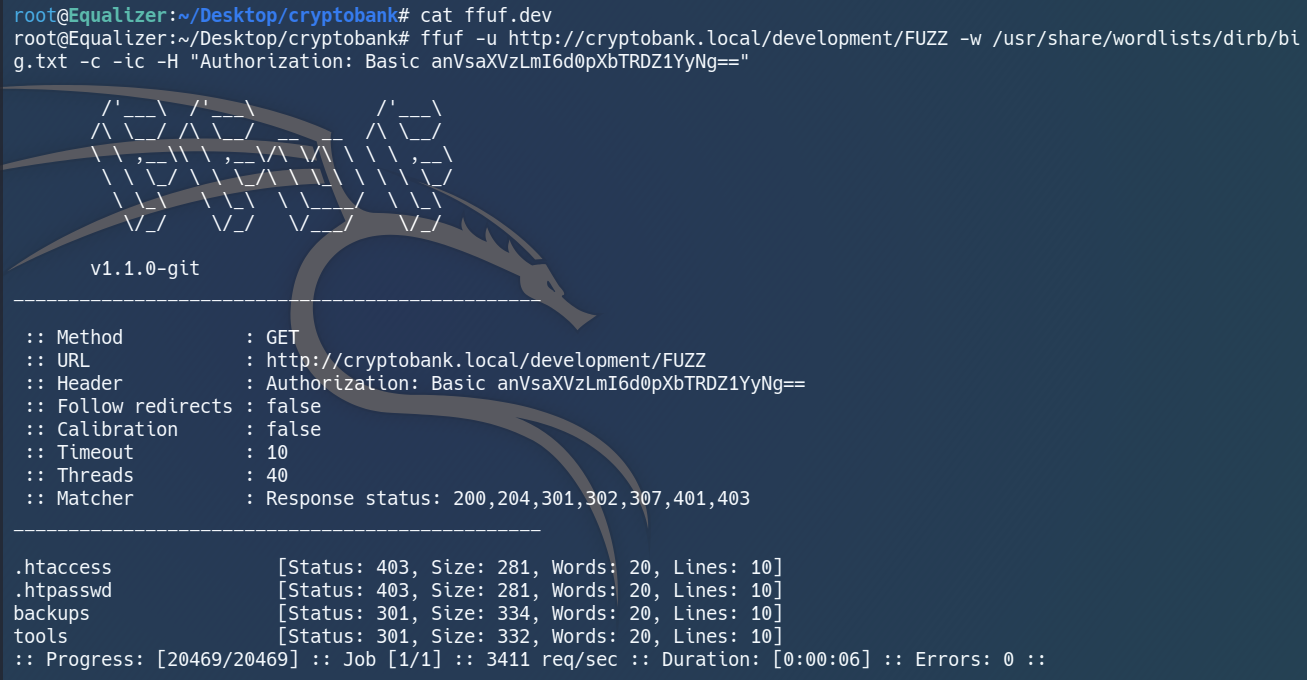 root@Equalizer:~/Desktop/cryptobank# cat ffuf.dev
root@Equalizer:~/Desktop/cryptobank# ffuf -u http://cryptobank.local/development/FUZZ -w /usr/share/wordlists/dirb/bi
g.txt -c -ic -H "Authorization: Basic anVsaXVzLmI6d0pXbTRDZ1YyNg=="

        /'___\  /'___\           /'___\
       /\ \__/ /\ \__/  __  __  /\ \__/
       \ \ ,__\\ \ ,__\/\ \/\ \ \ \ ,__\
        \ \ \_/ \ \ \_/\ \ \_\ \ \ \ \_/
         \ \_\   \ \_\  \ \____/  \ \_\
          \/_/    \/_/   \/___/    \/_/

       v1.1.0-git
________________________________________________

 :: Method           : GET
 :: URL              : http://cryptobank.local/development/FUZZ
 :: Header           : Authorization: Basic anVsaXVzLmI6d0pXbTRDZ1YyNg==
 :: Follow redirects : false
 :: Calibration      : false
 :: Timeout          : 10
 :: Threads          : 40
 :: Matcher          : Response status: 200,204,301,302,307,401,403
________________________________________________

.htaccess               [Status: 403, Size: 281, Words: 20, Lines: 10]
.htpasswd               [Status: 403, Size: 281, Words: 20, Lines: 10]
backups                 [Status: 301, Size: 334, Words: 20, Lines: 10]
tools                   [Status: 301, Size: 332, Words: 20, Lines: 10]
:: Progress: [20469/20469] :: Job [1/1] :: 3411 req/sec :: Duration: [0:00:06] :: Errors: 0 ::